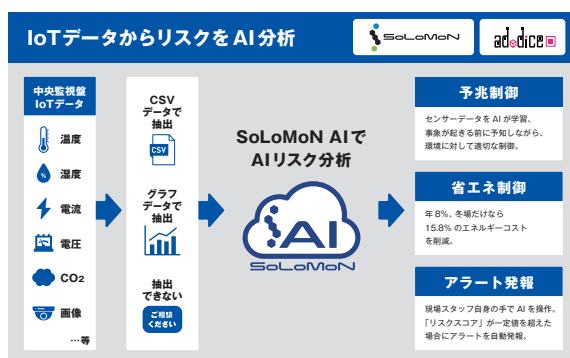 IoTデータからリスクをAI分析
SoLoMoN
adodice
中央監視盤
IoTデータ
温度
%
湿度
電流
電圧
CO2
画像
…等
CSV
データで
抽出
CSV
グラフ
データで
抽出
抽出
できない
ご相談
ください
SoLoMoN AIで
AIリスク分析
AI
SoLoMoN
予兆制御
センサーデータをAIが学習、
事象が起きる前に予知しながら、
環境に対して適切な制御。
省エネ制御
年8%、冬場だけなら
15.8%のエネルギーコスト
を削減。
アラート発報
現場スタッフ自身の手でAIを操作。
「リスクスコア」が一定値を超えた
場合にアラートを自動発報。